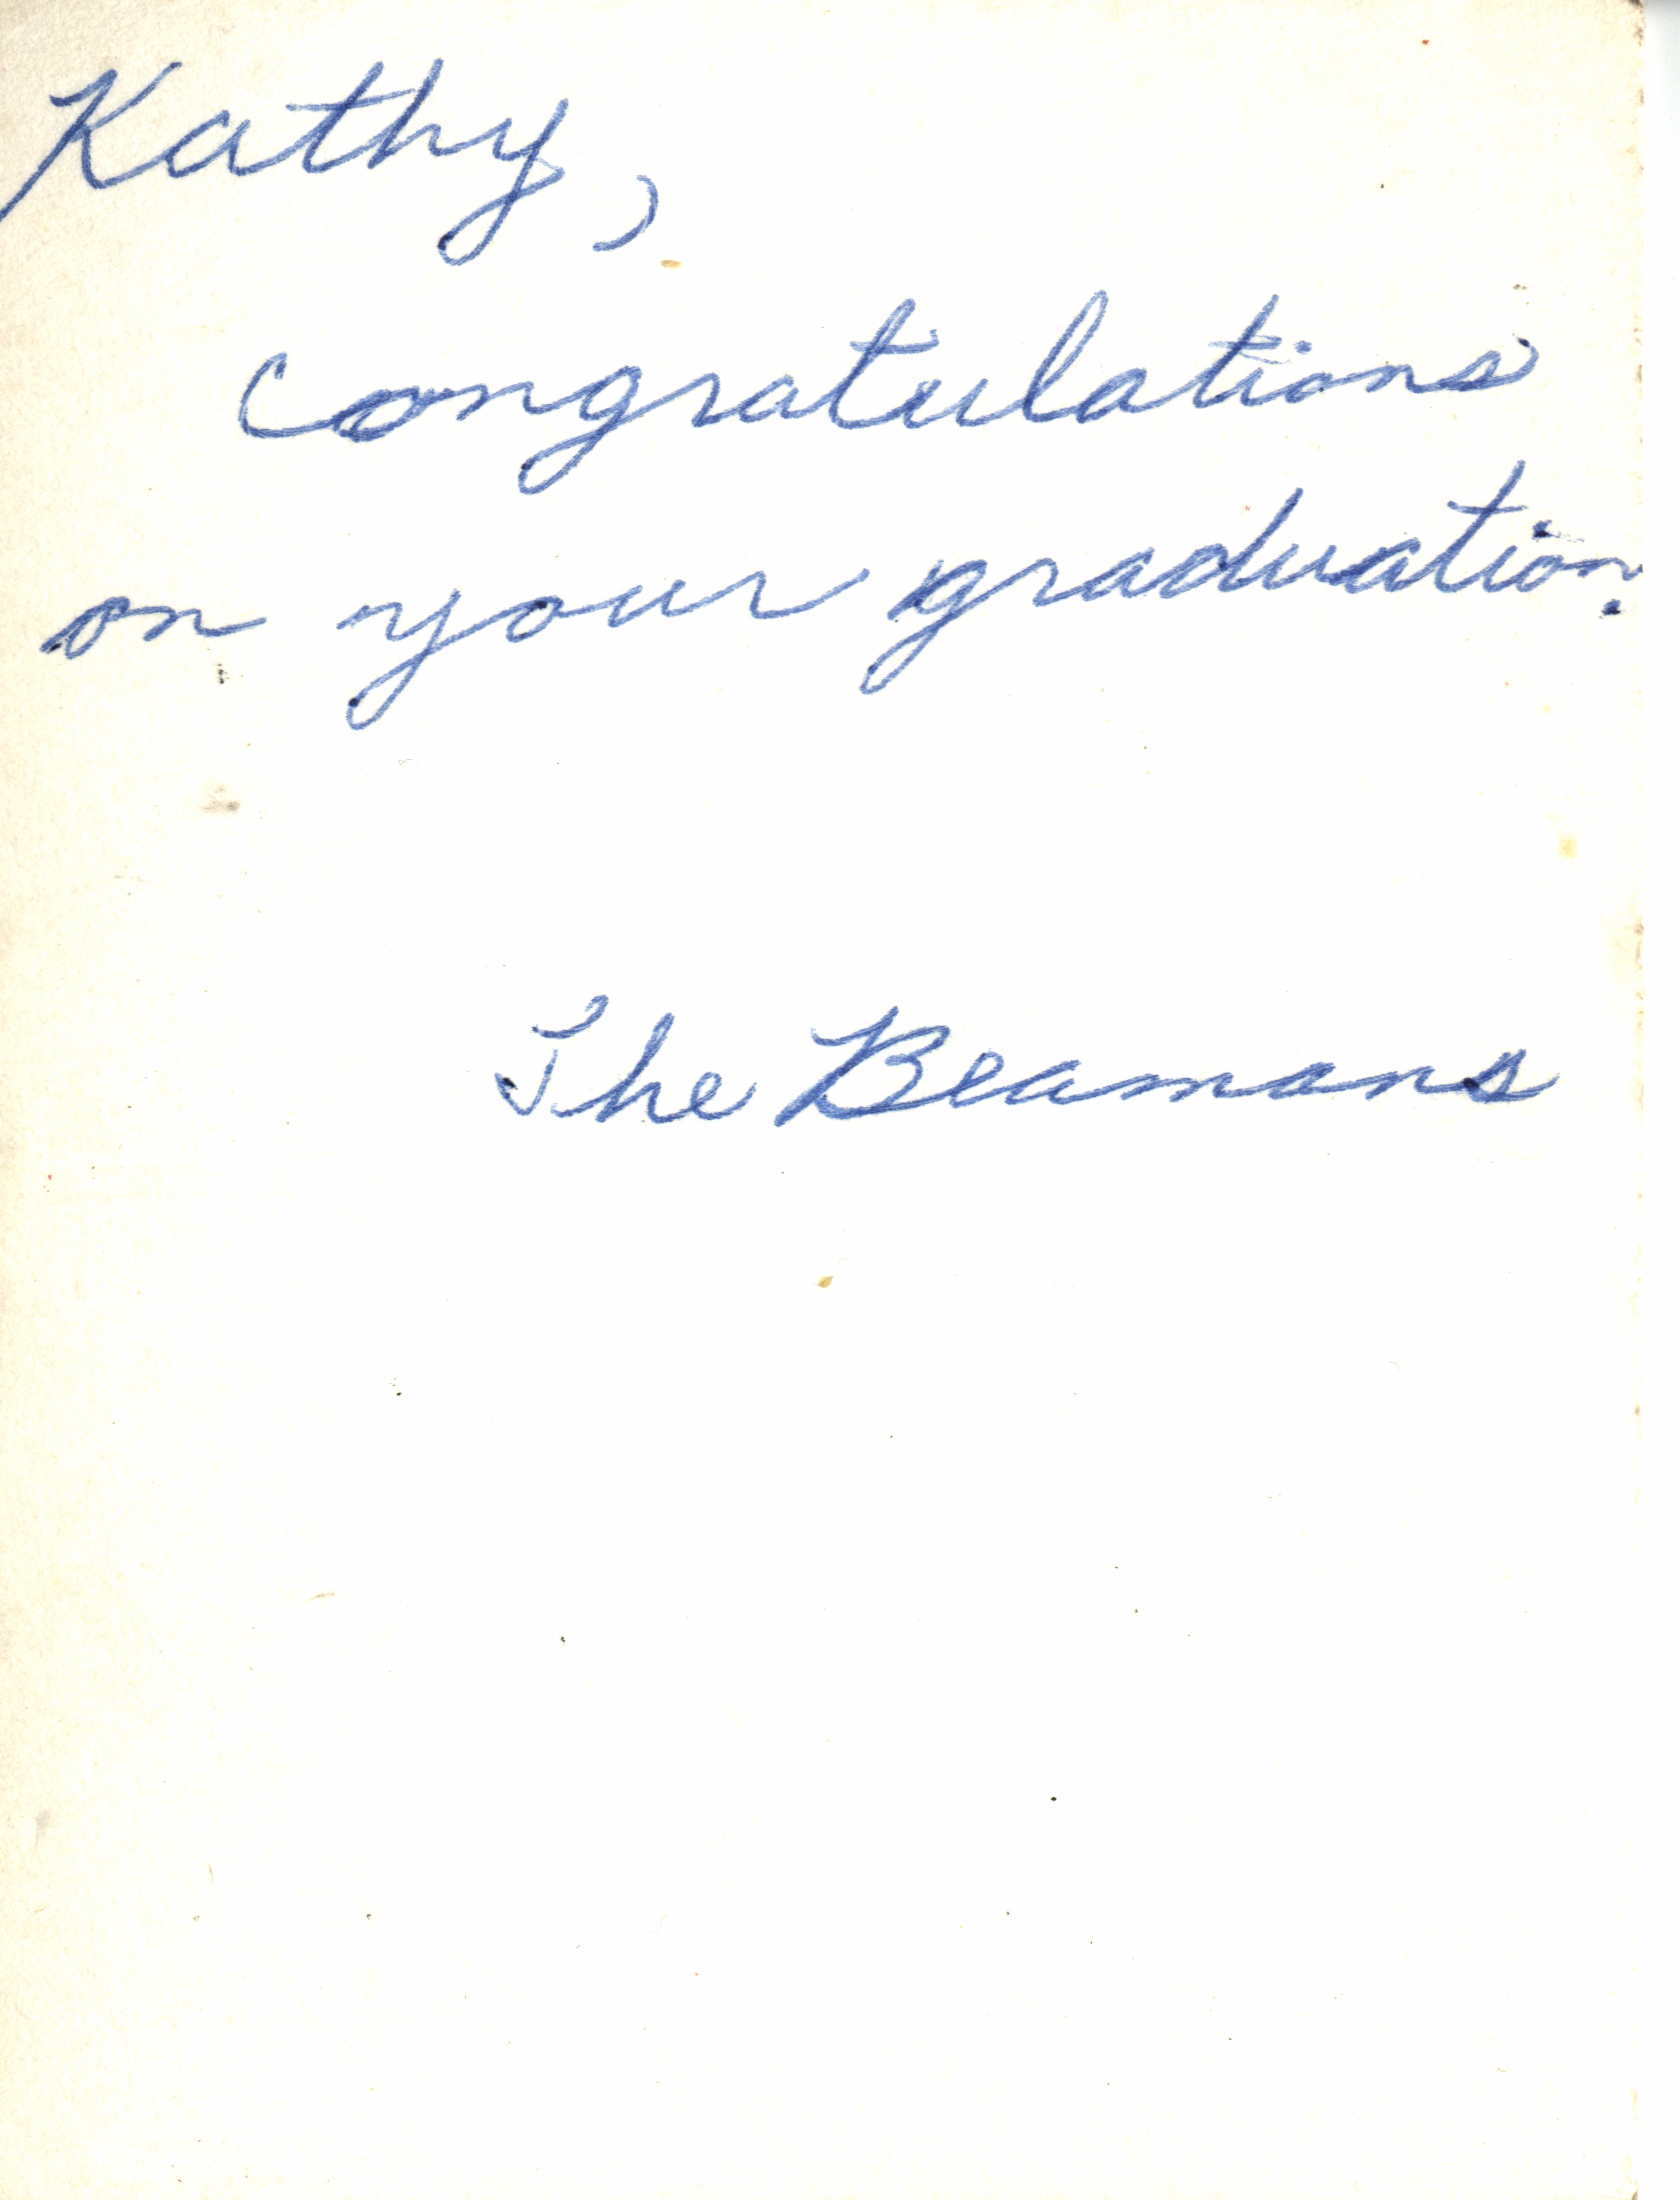 Kathy,
Congratulations
on your graduation.
The Beamans